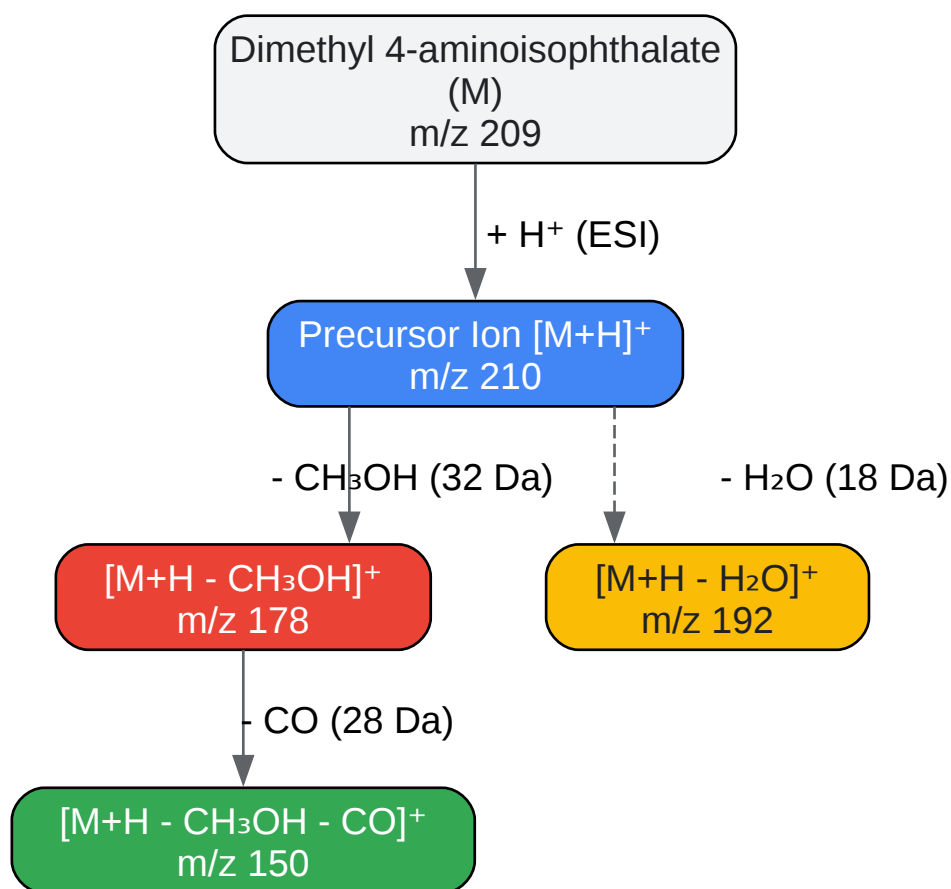 Dimethyl 4-aminoisophthalate
(M)
m/z 209
+ H⁺ (ESI)
Precursor Ion [M+H]⁺
m/z 210
- CH₃OH (32 Da)
- H₂O (18 Da)
[M+H - CH₃OH]⁺
m/z 178
[M+H - H₂O]⁺
m/z 192
- CO (28 Da)
[M+H - CH₃OH - CO]⁺
m/z 150